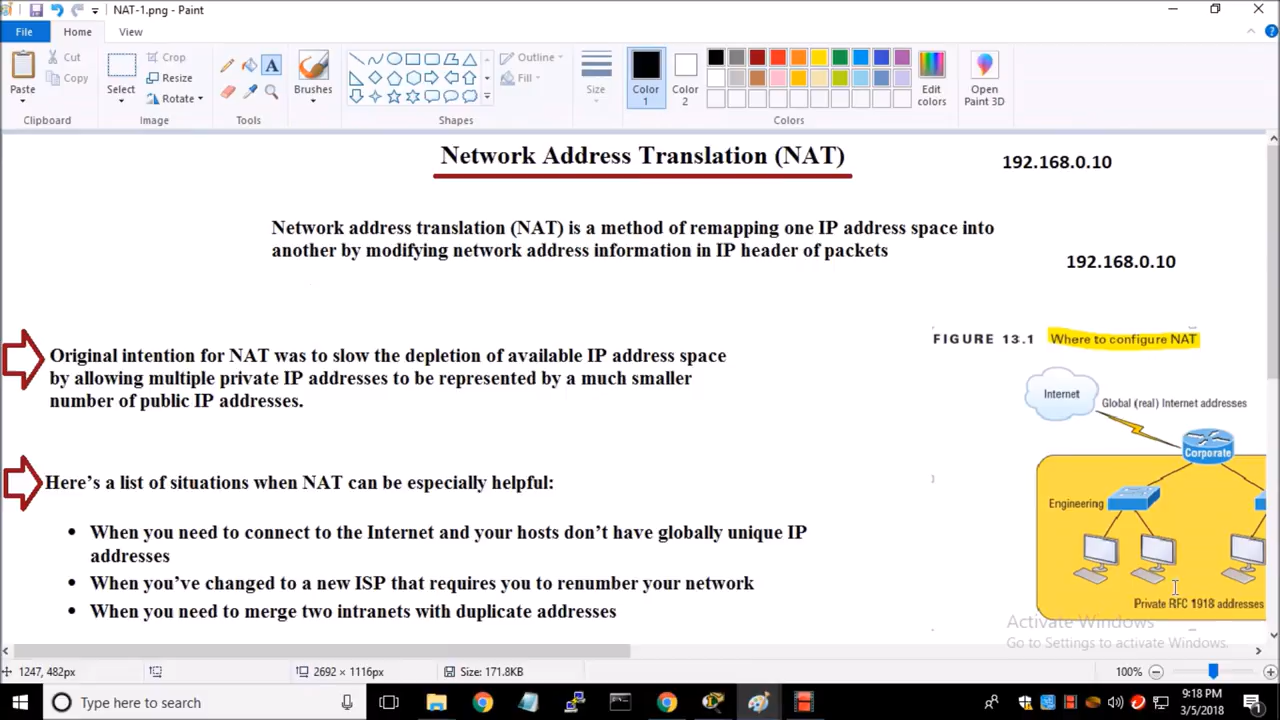 NAT-1.png - Paint
File
Home
View
Paste
Cut
Copy
Clipboard
Select
Crop
Resize
Rotate
Image
A
Tools
Brushes
Shapes
Outline
Fill
Size
Color
1
Color
2
Edit
colors
Colors
Open
Paint 3D
Network Address Translation (NAT)
192.168.0.10
Network address translation (NAT) is a method of remapping one IP address space into
another by modifying network address information in IP header of packets
192.168.0.10
Original intention for NAT was to slow the depletion of available IP address space
by allowing multiple private IP addresses to be represented by a much smaller
number of public IP addresses.
Here's a list of situations when NAT can be especially helpful:
• When you need to connect to the Internet and your hosts don't have globally unique IP
addresses
• When you've changed to a new ISP that requires you to renumber your network
• When you need to merge two intranets with duplicate addresses
FIGURE 13.1 Where to configure NAT
Internet
Global (real) Internet addresses
Corporate
Engineering
Private RFC 1918 addresses
Activate Windows
Go to Settings to activate Windows.
1247, 482px
2692 × 1116px
Size: 171.8KB
100%
Type here to search
9:18 PM
3/5/2018
1